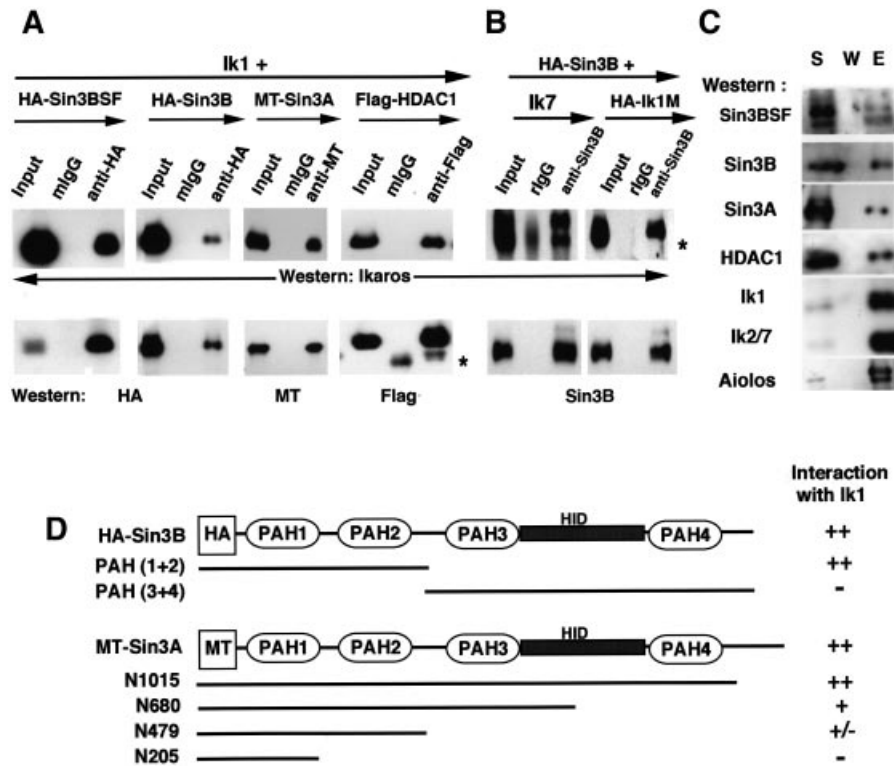 A
Ik1 +
HA-Sin3BSF HA-Sin3B MT-Sin3A Flag-HDAC1
Input mIgG anti-HA Input mIgG anti-HA Input mIgG anti-MT Input mIgG anti-Flag
B
HA-Sin3B +
Ik7 HA-Ik1M
Input rIgG anti-Sin3B Input rIgG anti-Sin3B
*
Western: Ikaros
*
Western: HA MT Flag Sin3B
C
S W E
Western :
Sin3BSF
Sin3B
Sin3A
HDAC1
Ik1
Ik2/7
Aiolos
D
Interaction
with Ik1
HA-Sin3B HA PAH1 PAH2 PAH3 HID PAH4 ++
PAH (1+2) ++
PAH (3+4) -
MT-Sin3A MT PAH1 PAH2 PAH3 HID PAH4 ++
N1015 ++
N680 +
N479 +/-
N205 -